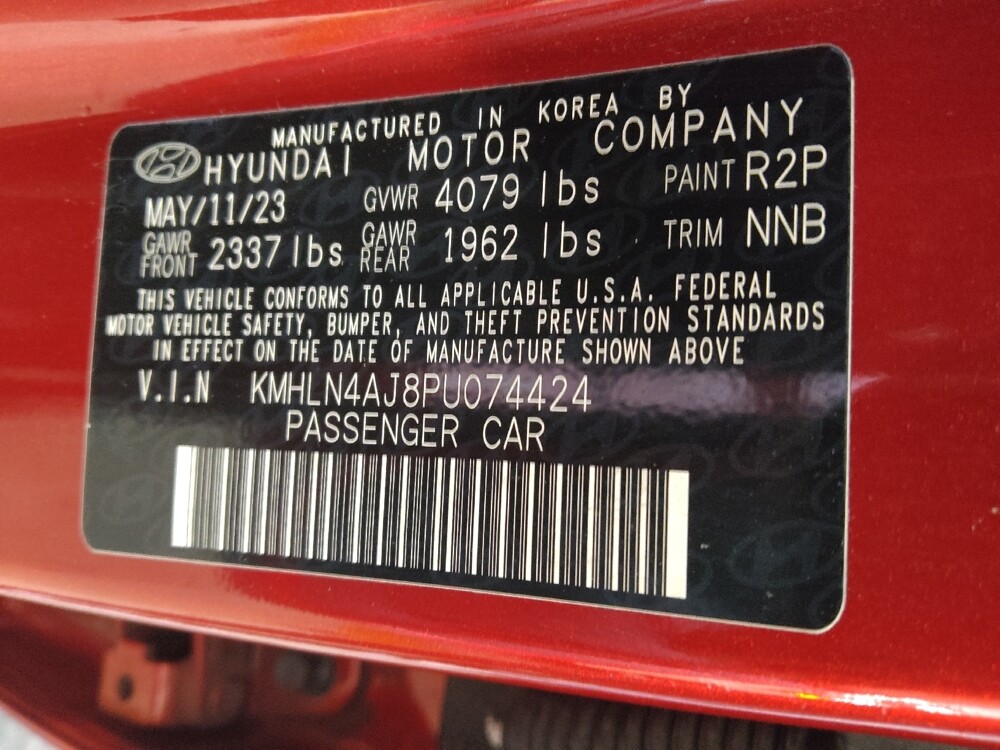 MANUFACTURED IN KOREA BY
HYUNDAI MOTOR COMPANY
MAY/11/23 GVWR 4079 lbs PAINT R2P
GAWR FRONT 2337 lbs GAWR REAR 1962 lbs TRIM NNB
THIS VEHICLE CONFORMS TO ALL APPLICABLE U.S.A. FEDERAL
MOTOR VEHICLE SAFETY, BUMPER, AND THEFT PREVENTION STANDARDS
IN EFFECT ON THE DATE OF MANUFACTURE SHOWN ABOVE
V.I.N KMHLN4AJ8PU074424
PASSENGER CAR